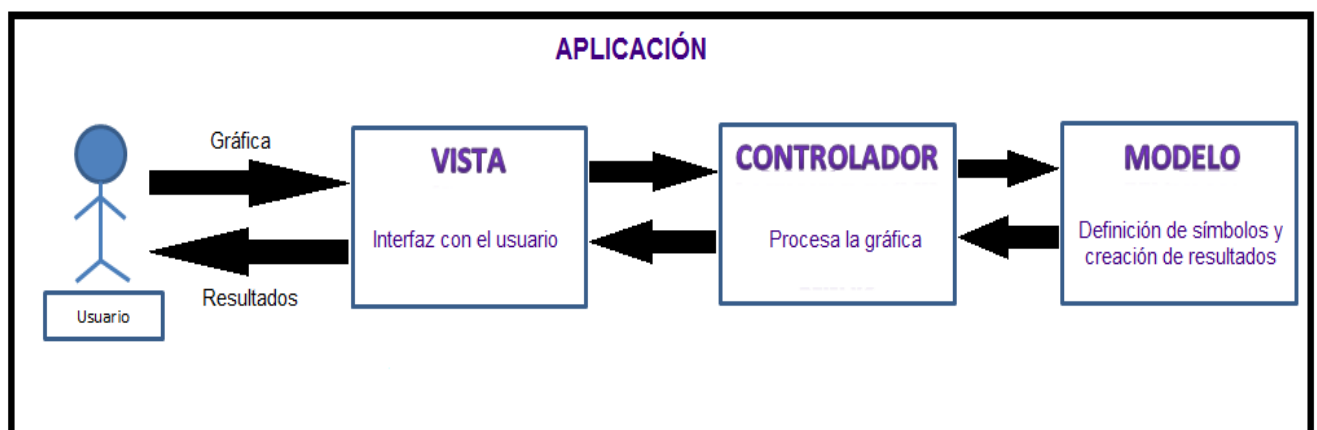 APLICACIÓN
Gráfica
Resultados
Usuario
VISTA
Interfaz con el usuario
CONTROLADOR
Procesa la gráfica
MODELO
Definición de símbolos y
creación de resultados